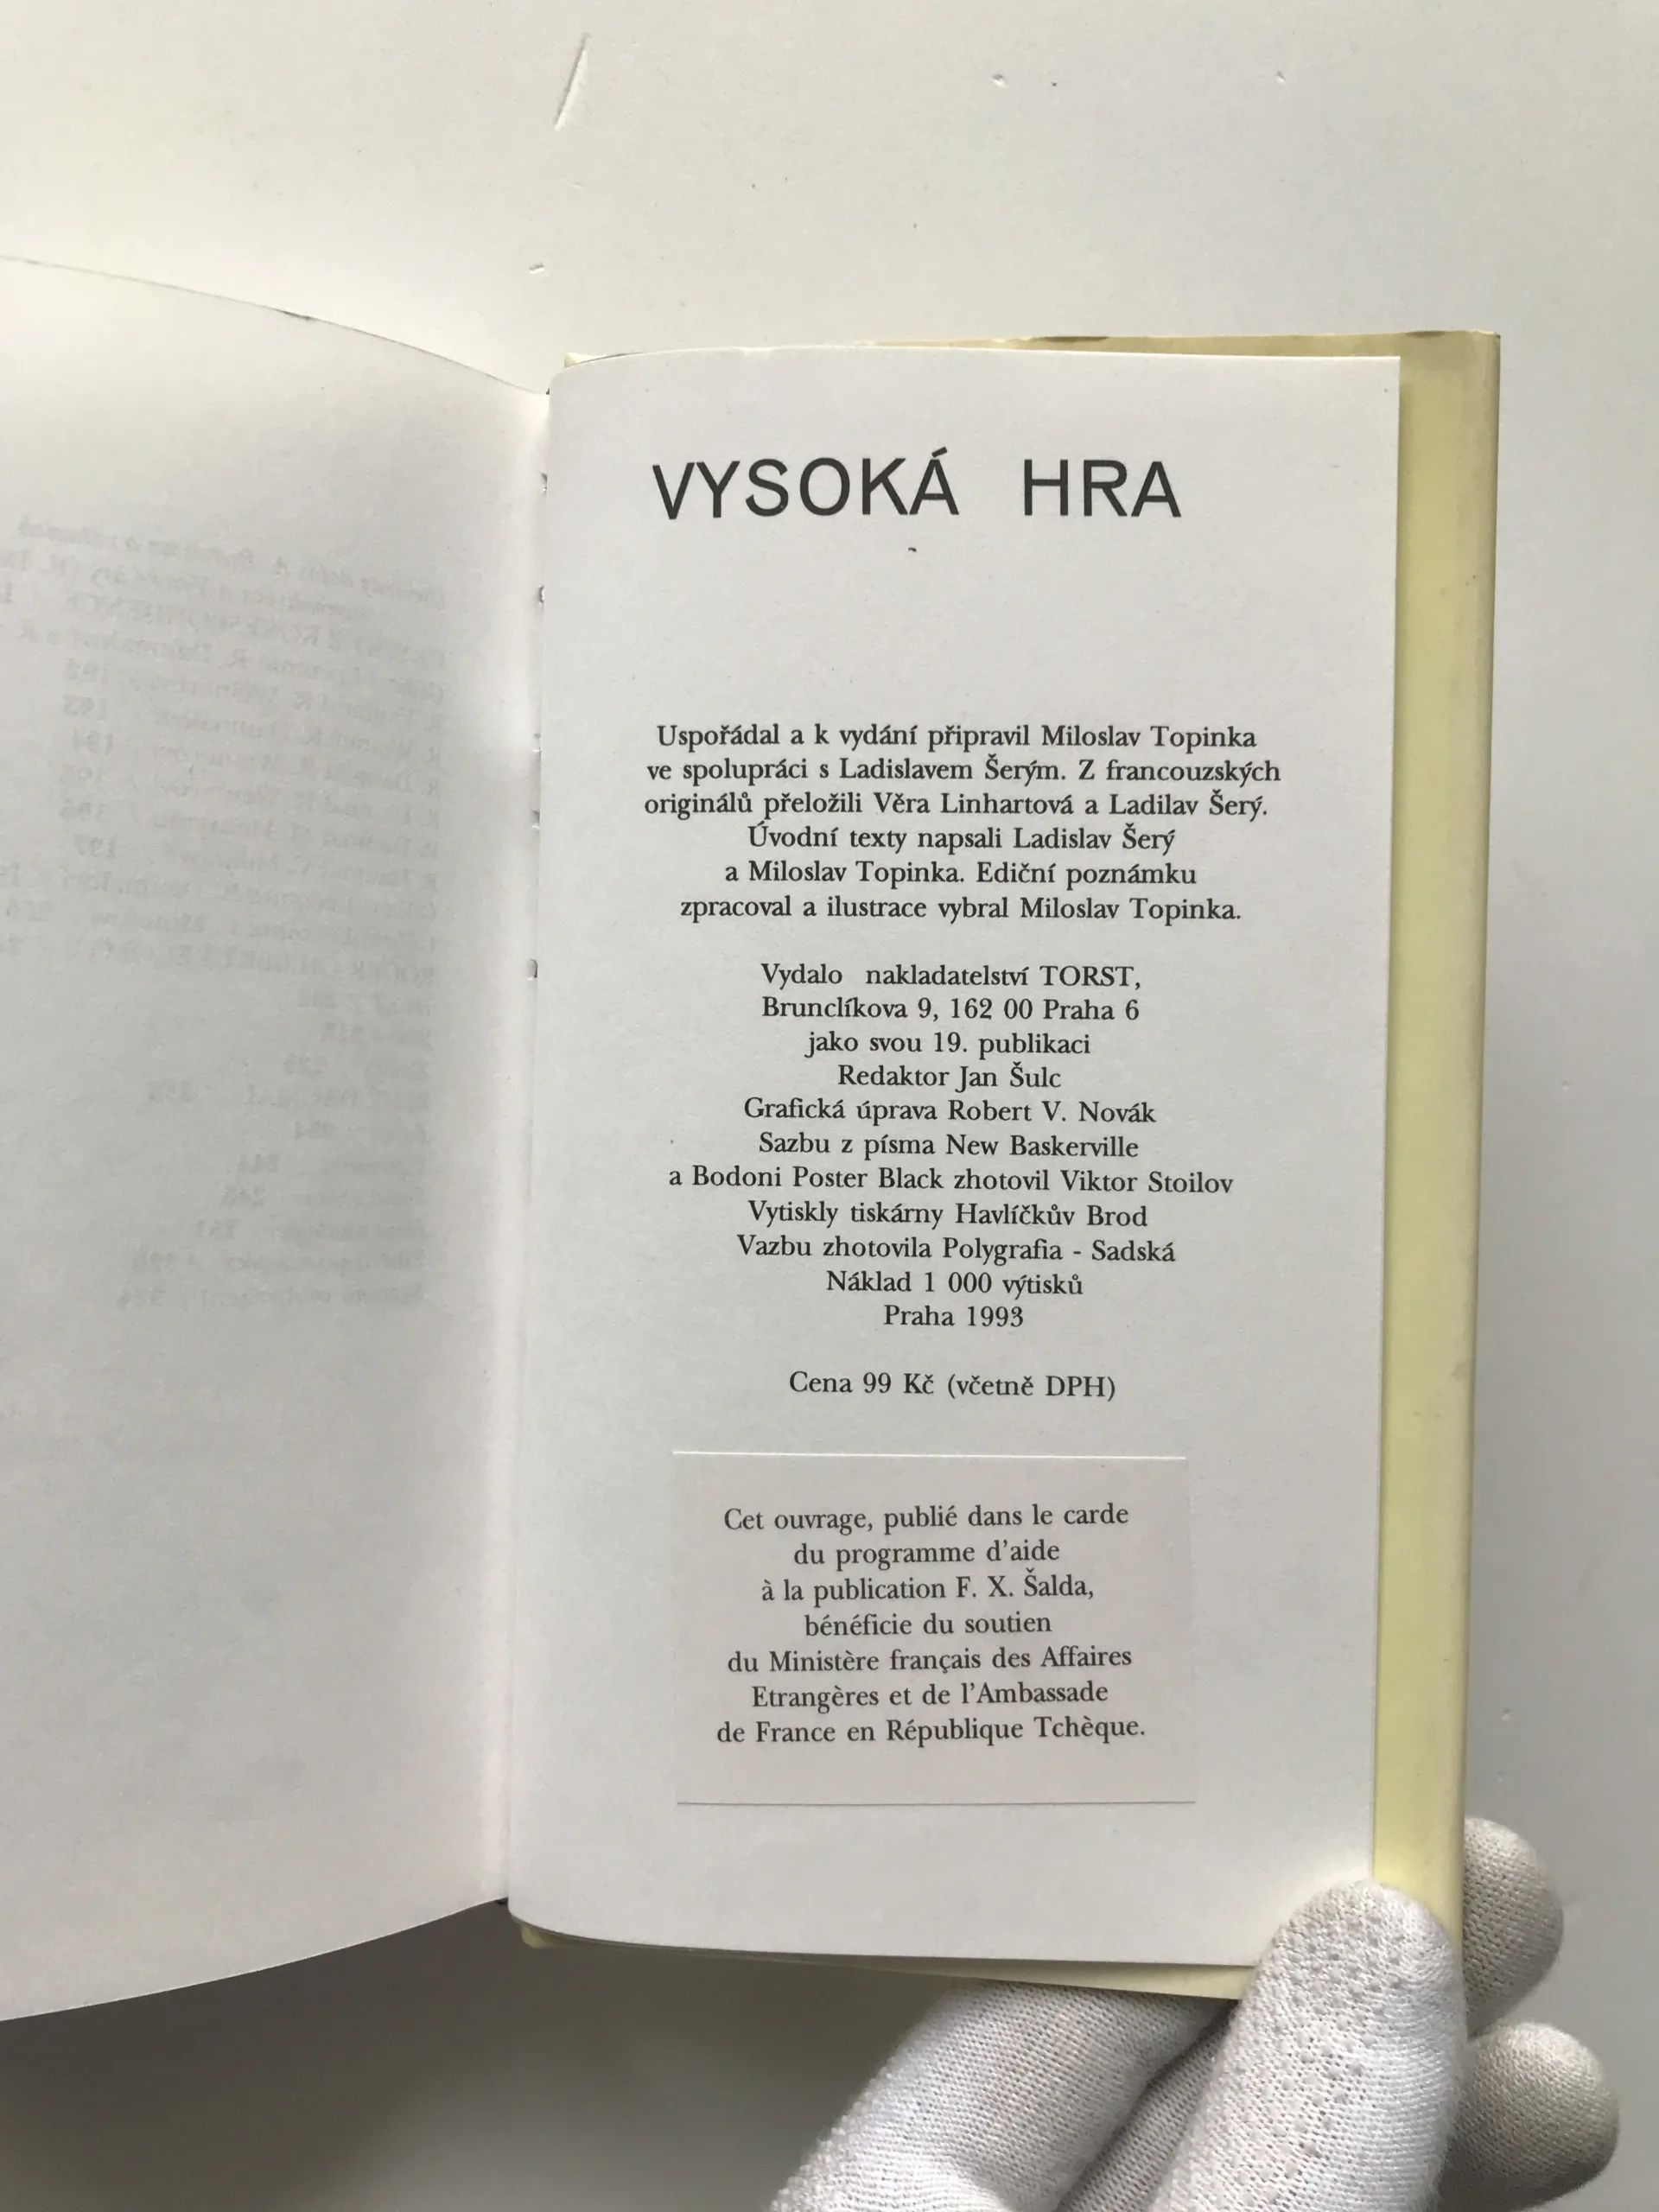 VYSOKÁ HRA
Uspořádal a k vydání připravil Miloslav Topinka
ve spolupráci s Ladislavem Šerým. Z francouzských
originálů přeložili Věra Linhartová a Ladilav Šerý.
Úvodní texty napsali Ladislav Šerý
a Miloslav Topinka. Ediční poznámku
zpracoval a ilustrace vybral Miloslav Topinka.
Vydalo nakladatelství TORST,
Brunclíkova 9, 162 00 Praha 6
jako svou 19. publikaci
Redaktor Jan Šulc
Grafická úprava Robert V. Novák
Sazbu z písma New Baskerville
a Bodoni Poster Black zhotovil Viktor Stoilov
Vytiskly tiskárny Havlíčkův Brod
Vazbu zhotovila Polygrafia - Sadská
Náklad 1 000 výtisků
Praha 1993
Cena 99 Kč (včetně DPH)
Cet ouvrage, publié dans le carde
du programme d'aide
à la publication F. X. Šalda,
bénéficie du soutien
du Ministère français des Affaires
Etrangères et de l'Ambassade
de France en République Tchèque.